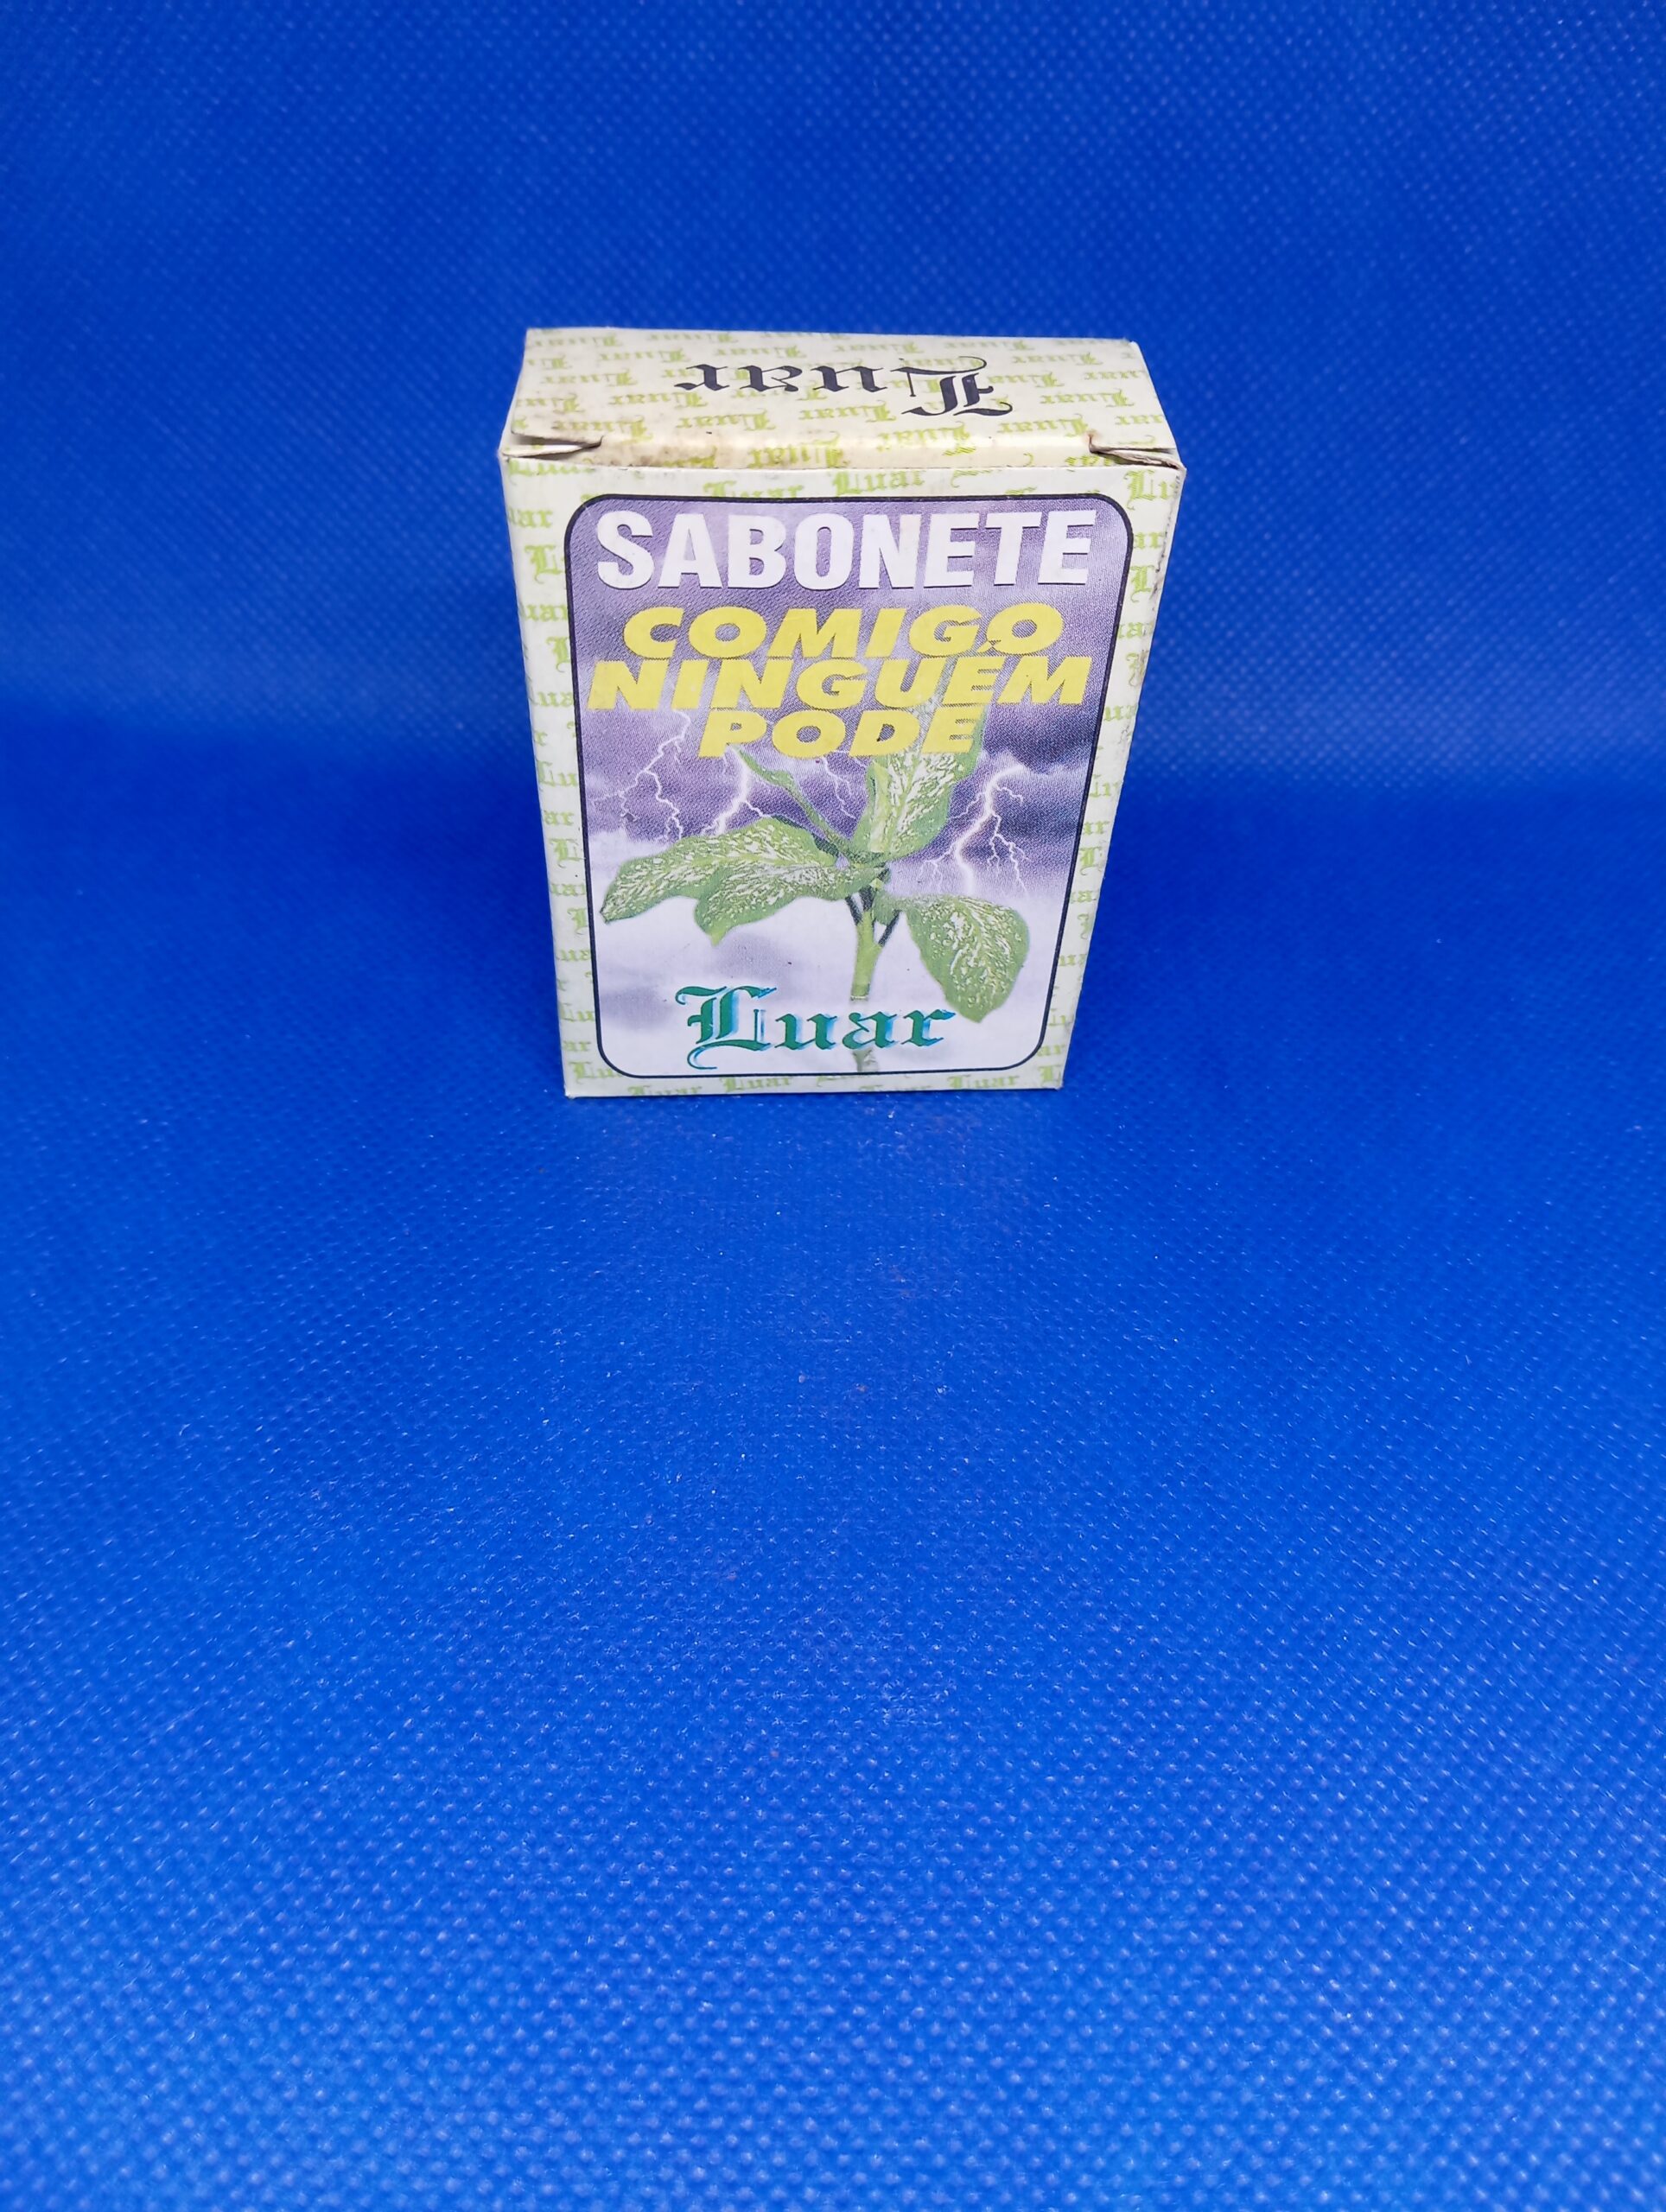 Luar
SABONETE
COMIGO
NINGUÉM
PODE
Luar